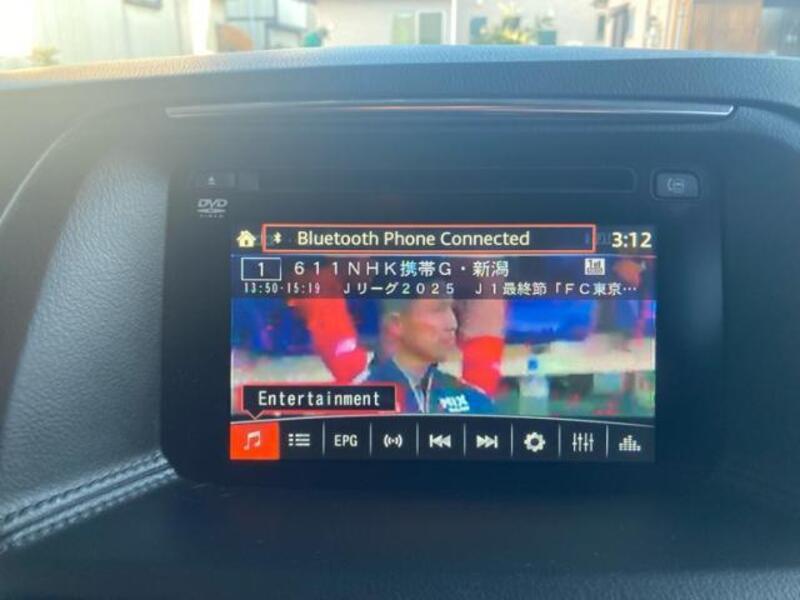 DVD
VIDEO
Bluetooth Phone Connected 3:12
1 611NHK携帯G・新潟
13:50-15:19 Jリーグ2025 J1最終節「FC東京…
MIX
Entertainment
EPG